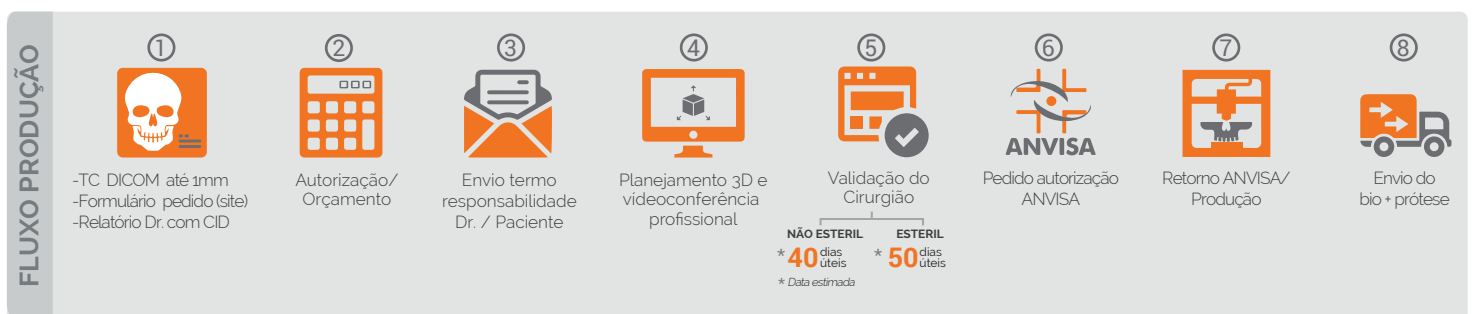 FLUXO PRODUÇÃO
1
-TC DICOM até 1mm
-Formulário pedido (site)
-Relatório Dr. com CID
2
Autorização/
Orçamento
3
Envio termo
responsabilidade
Dr. / Paciente
4
Planejamento 3D e
vídeoconferência
profissional
5
Validação do
Cirurgião
NÃO ESTERIL
* 40 dias
úteis
* Data estimada
ESTERIL
* 50 dias
úteis
6
ANVISA
Pedido autorização
ANVISA
7
Retorno ANVISA/
Produção
8
Envio do
bio + prótese